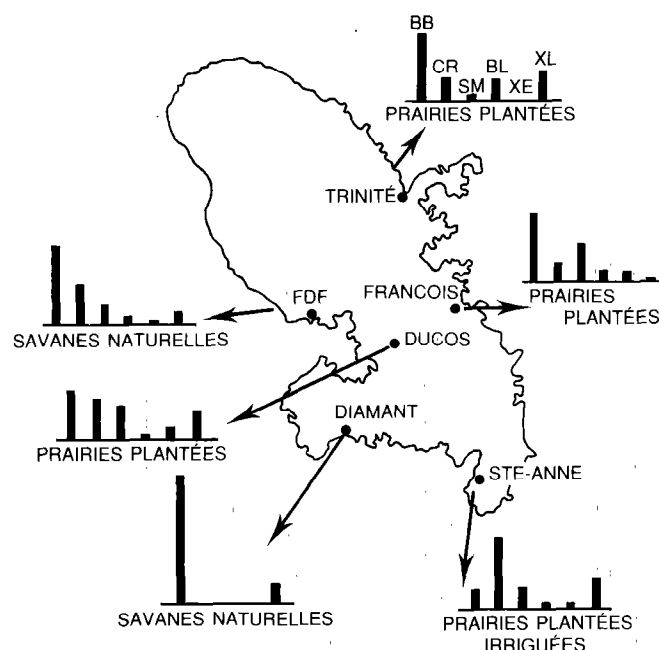 BB
CR
SM
BL
XE
XL
PRAIRIES PLANTÉES
TRINITÉ
FRANCOIS
PRAIRIES
PLANTÉES
FDF
SAVANES NATURELLES
DUCOS
PRAIRIES PLANTÉES
DIAMANT
STE-ANNE
SAVANES NATURELLES
PRAIRIES PLANTÉES
IRRIGUÉES